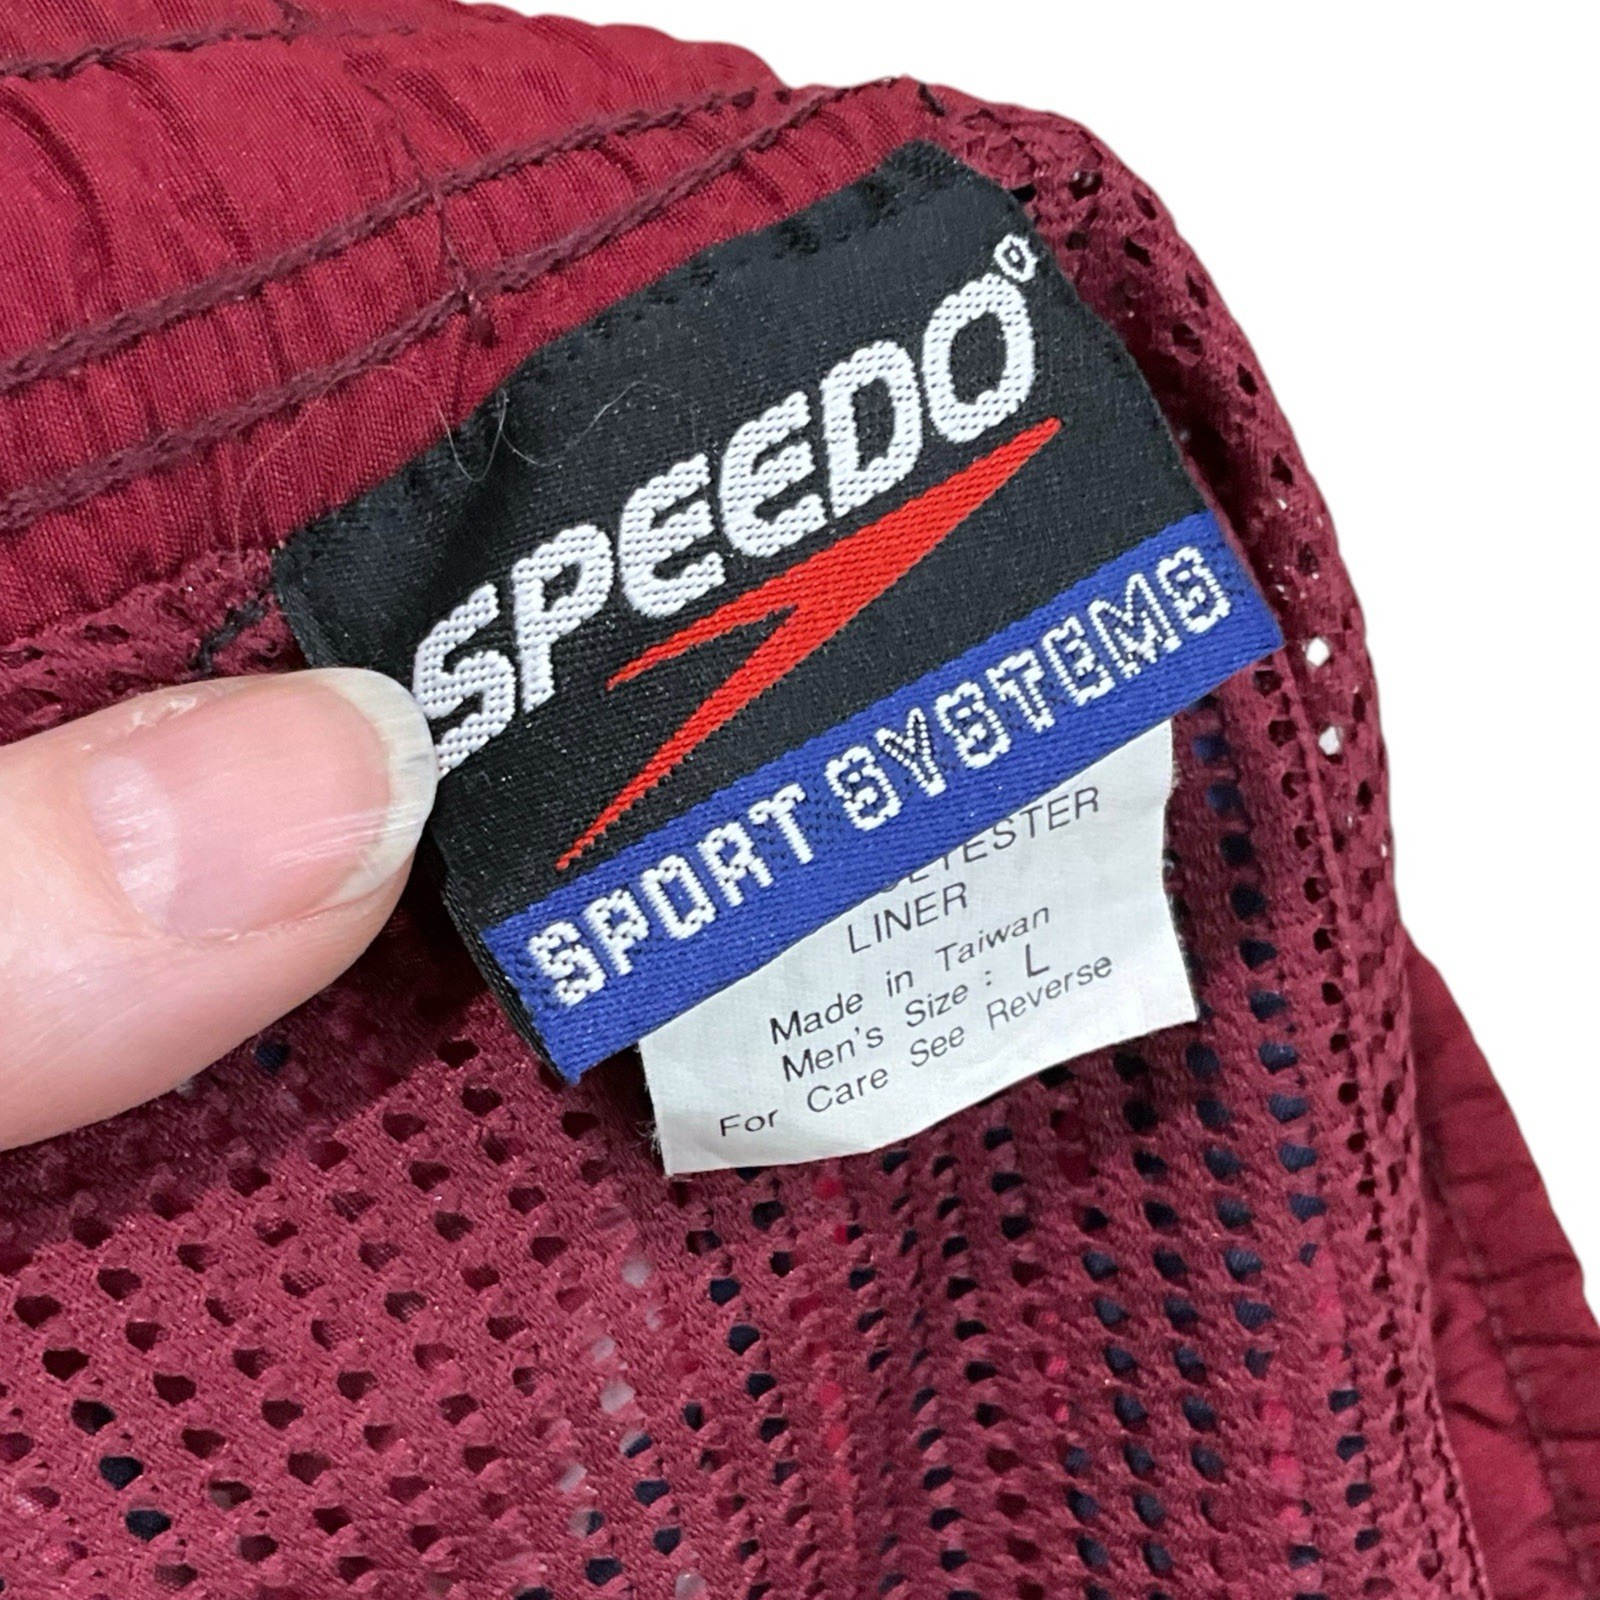 SPEEDO
SPORT SYSTEMS
LINER
Made in Taiwan
Men's Size : L
For Care See Reverse